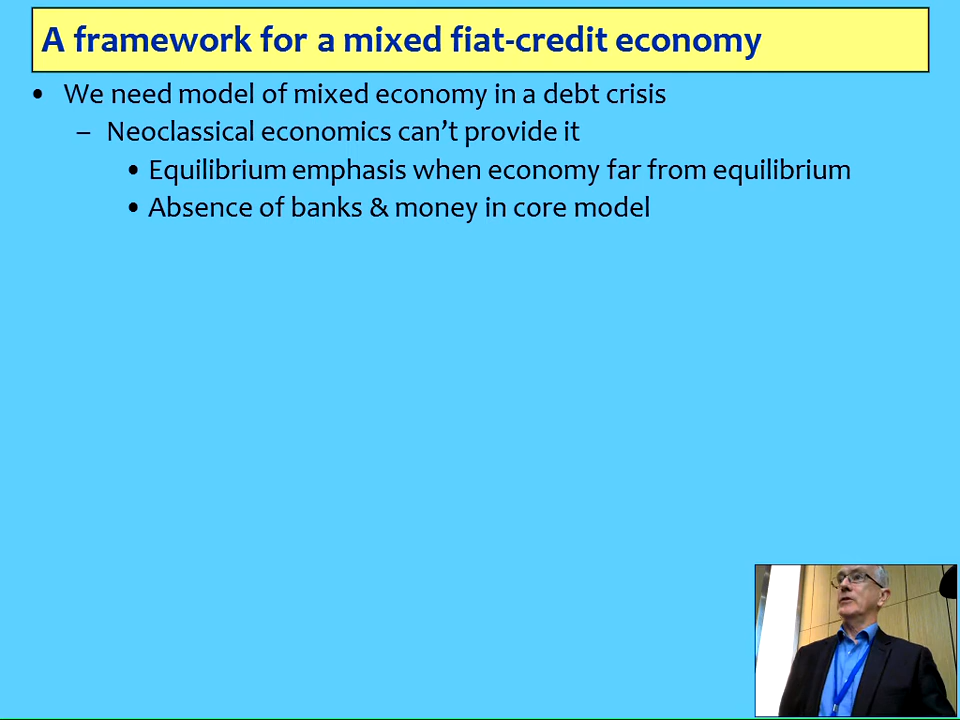 A framework for a mixed fiat-credit economy
• We need model of mixed economy in a debt crisis
– Neoclassical economics can't provide it
• Equilibrium emphasis when economy far from equilibrium
• Absence of banks & money in core model